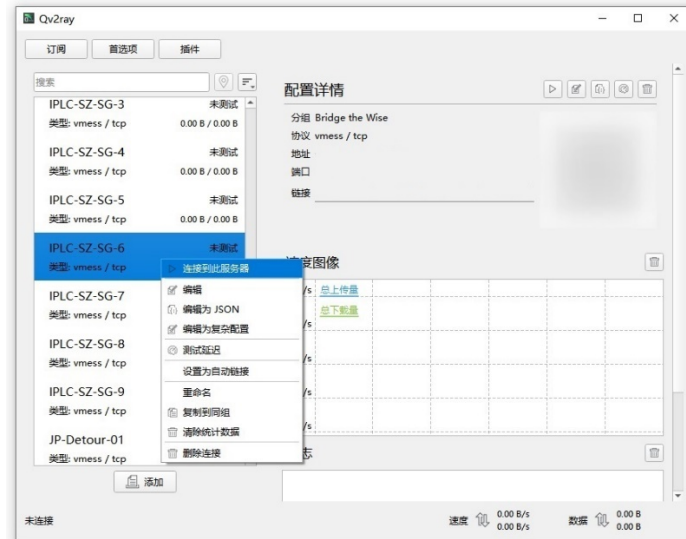 Qv2ray
订阅 首选项 插件
搜索
IPLC-SZ-SG-3 未测试
类型: vmess / tcp 0.00 B / 0.00 B
IPLC-SZ-SG-4 未测试
类型: vmess / tcp 0.00 B / 0.00 B
IPLC-SZ-SG-5 未测试
类型: vmess / tcp 0.00 B / 0.00 B
IPLC-SZ-SG-6 未测试
类型: vmess / tcp
IPLC-SZ-SG-7
类型: vmess / tcp
IPLC-SZ-SG-8
类型: vmess / tcp
IPLC-SZ-SG-9
类型: vmess / tcp
JP-Detour-01
类型: vmess / tcp
添加
连接到此服务器
编辑
编辑为 JSON
编辑为复杂配置
测试延迟
设置为自动链接
重命名
复制到同组
清除统计数据
删除连接
配置详情
分组 Bridge the Wise
协议 vmess / tcp
地址
端口
链接
度图像
/s 总上传量
总下载量
/s
/s
/s
/s
志
未连接
速度 0.00 B/s
0.00 B/s
数据 0.00 B
0.00 B